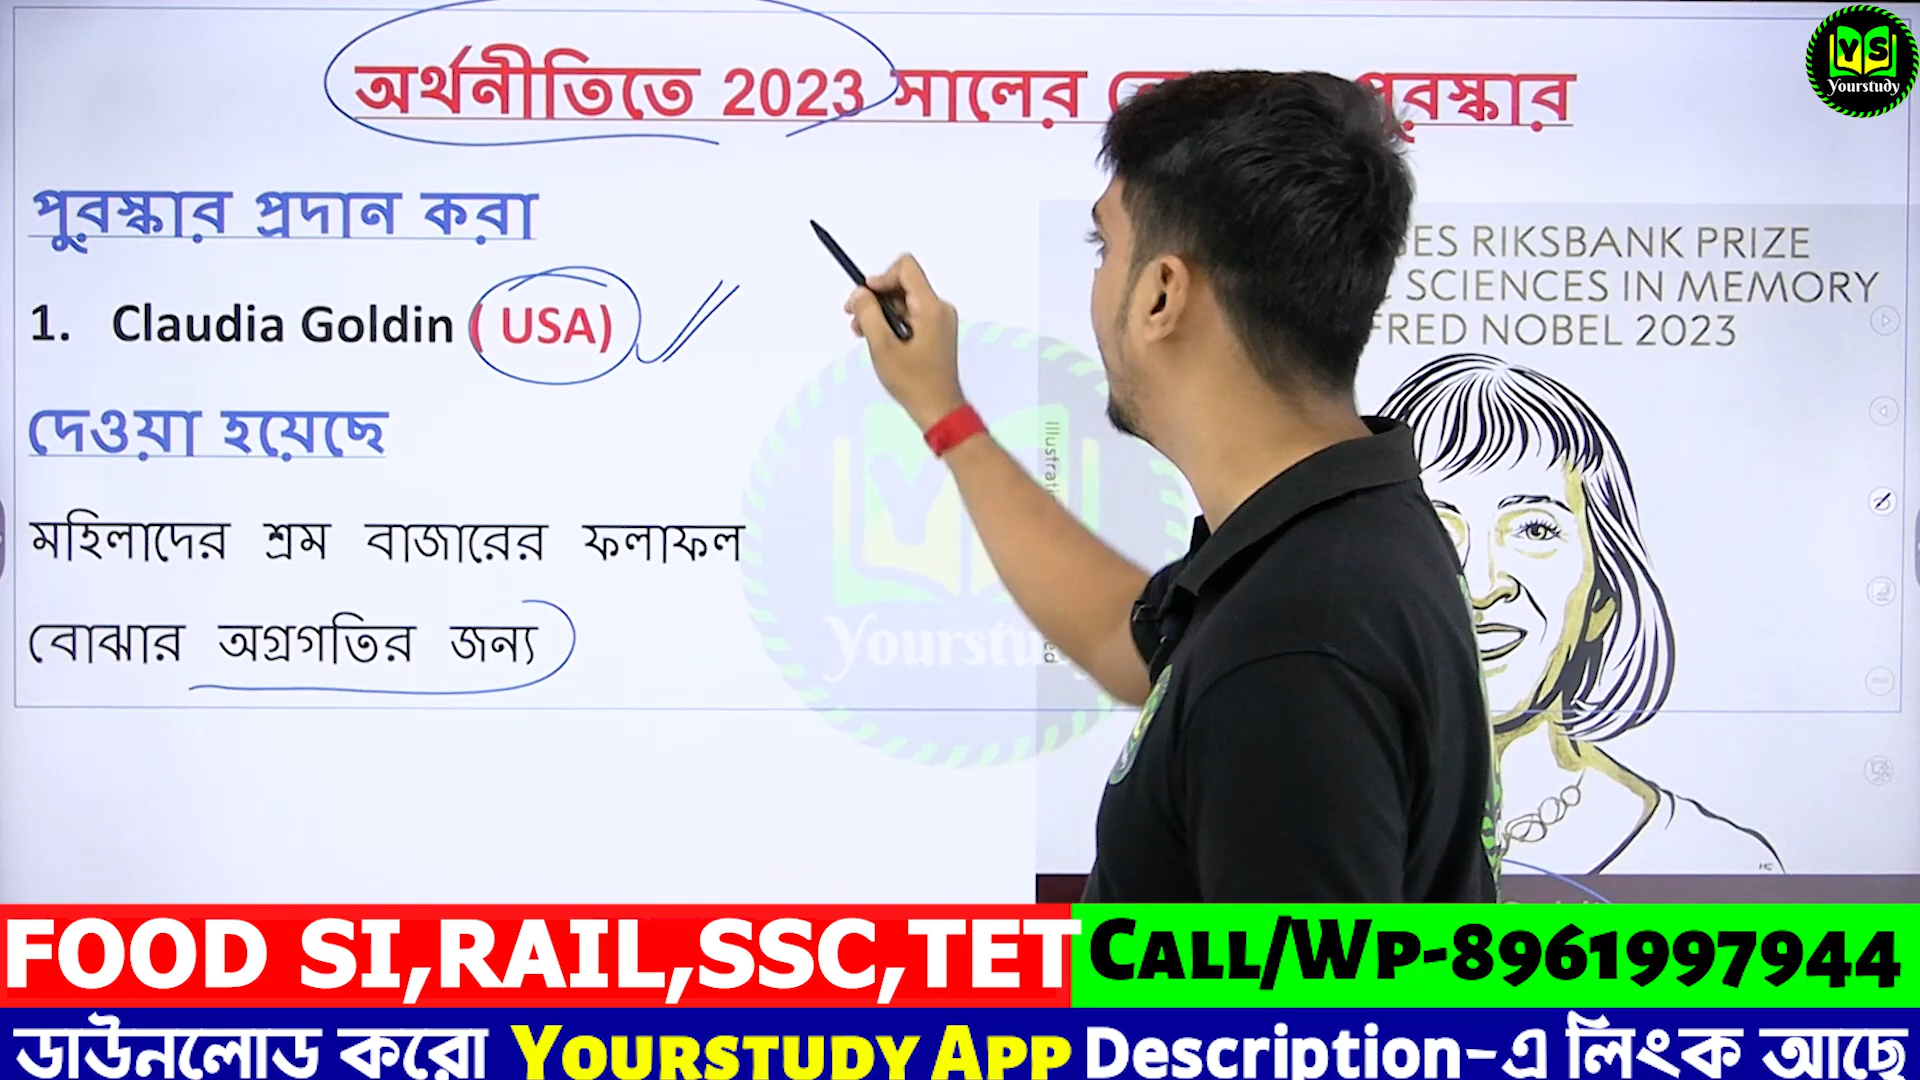 অর্থনীতিতে 2023 সালের পুরস্কার
YS
Yourstudy
পুরস্কার প্রদান করা
1. Claudia Goldin ( USA)
দেওয়া হয়েছে
মহিলাদের শ্রম বাজারের ফলাফল
বোঝার অগ্রগতির জন্য
RIKSBANK PRIZE
SCIENCES IN MEMORY
NOBEL 2023
Yourstudy
FOOD SI,RAIL,SSC,TET
CALL/WP-8961997944
ডাউনলোড করো YOURSTUDY APP Description-এ লিংক আছে